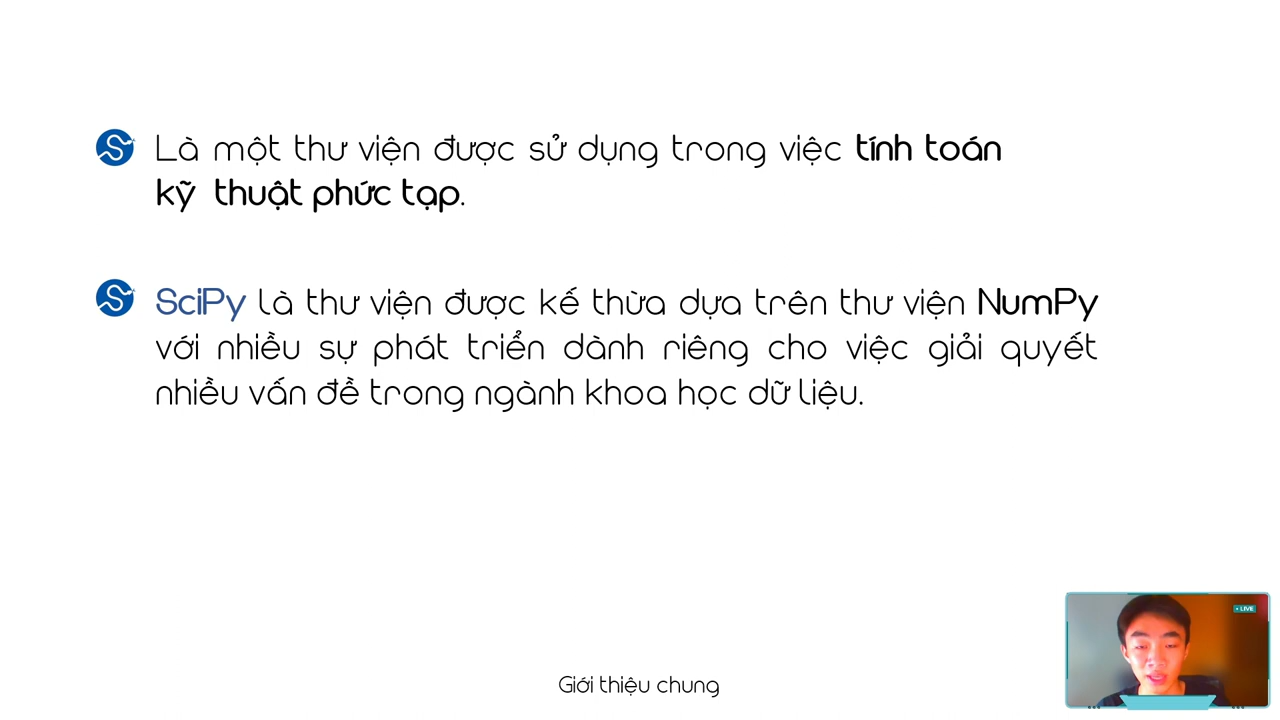 Là một thư viện được sử dụng trong việc tính toán
kỹ thuật phức tạp.
SciPy là thư viện được kế thừa dựa trên thư viện NumPy
với nhiều sự phát triển dành riêng cho việc giải quyết
nhiều vấn đề trong ngành khoa học dữ liệu.
LIVE
Giới thiệu chung